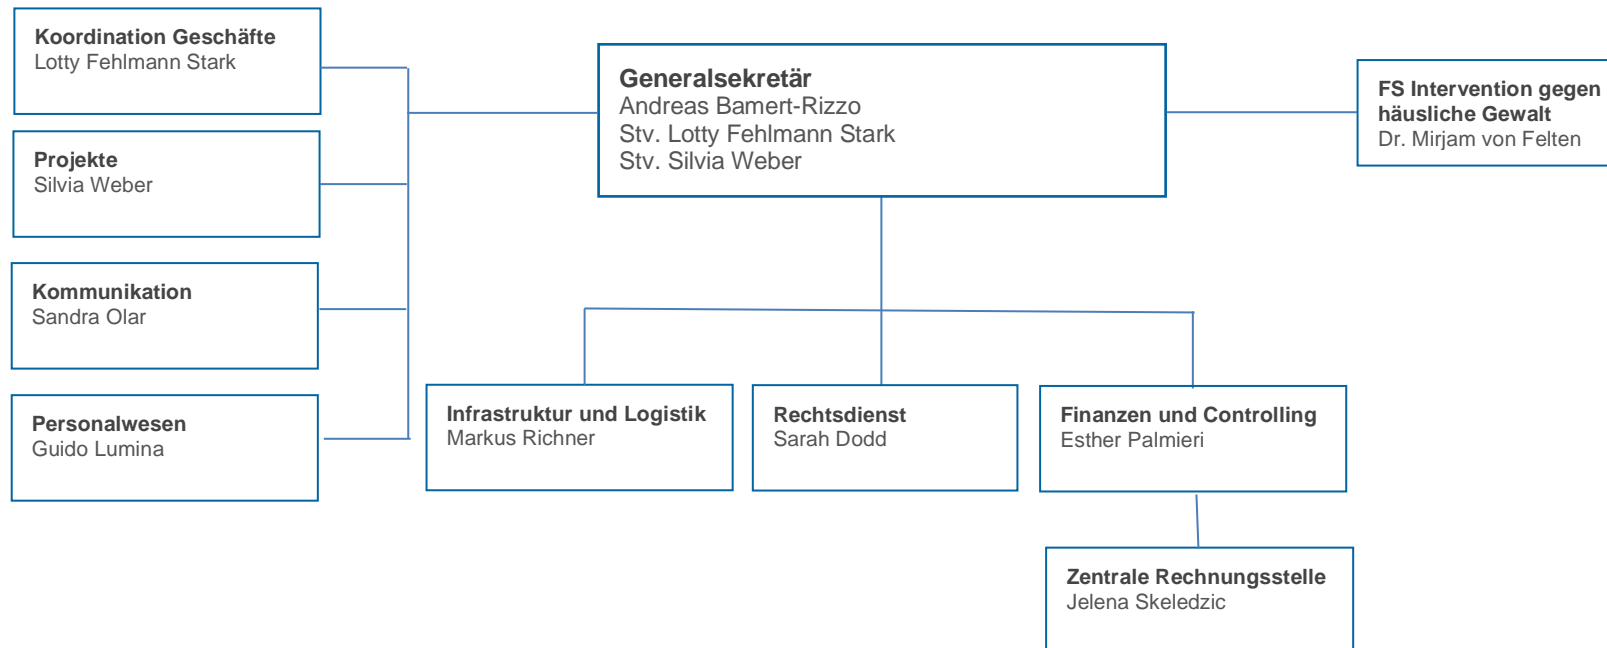 Koordination Geschäfte
Lotty Fehlmann Stark
Generalsekretär
Andreas Bamert-Rizzo
Stv. Lotty Fehlmann Stark
Stv. Silvia Weber
FS Intervention gegen
häusliche Gewalt
Dr. Mirjam von Felten
Projekte
Silvia Weber
Kommunikation
Sandra Olar
Personalwesen
Guido Lumina
Infrastruktur und Logistik
Markus Richner
Rechtsdienst
Sarah Dodd
Finanzen und Controlling
Esther Palmieri
Zentrale Rechnungsstelle
Jelena Skeledzic